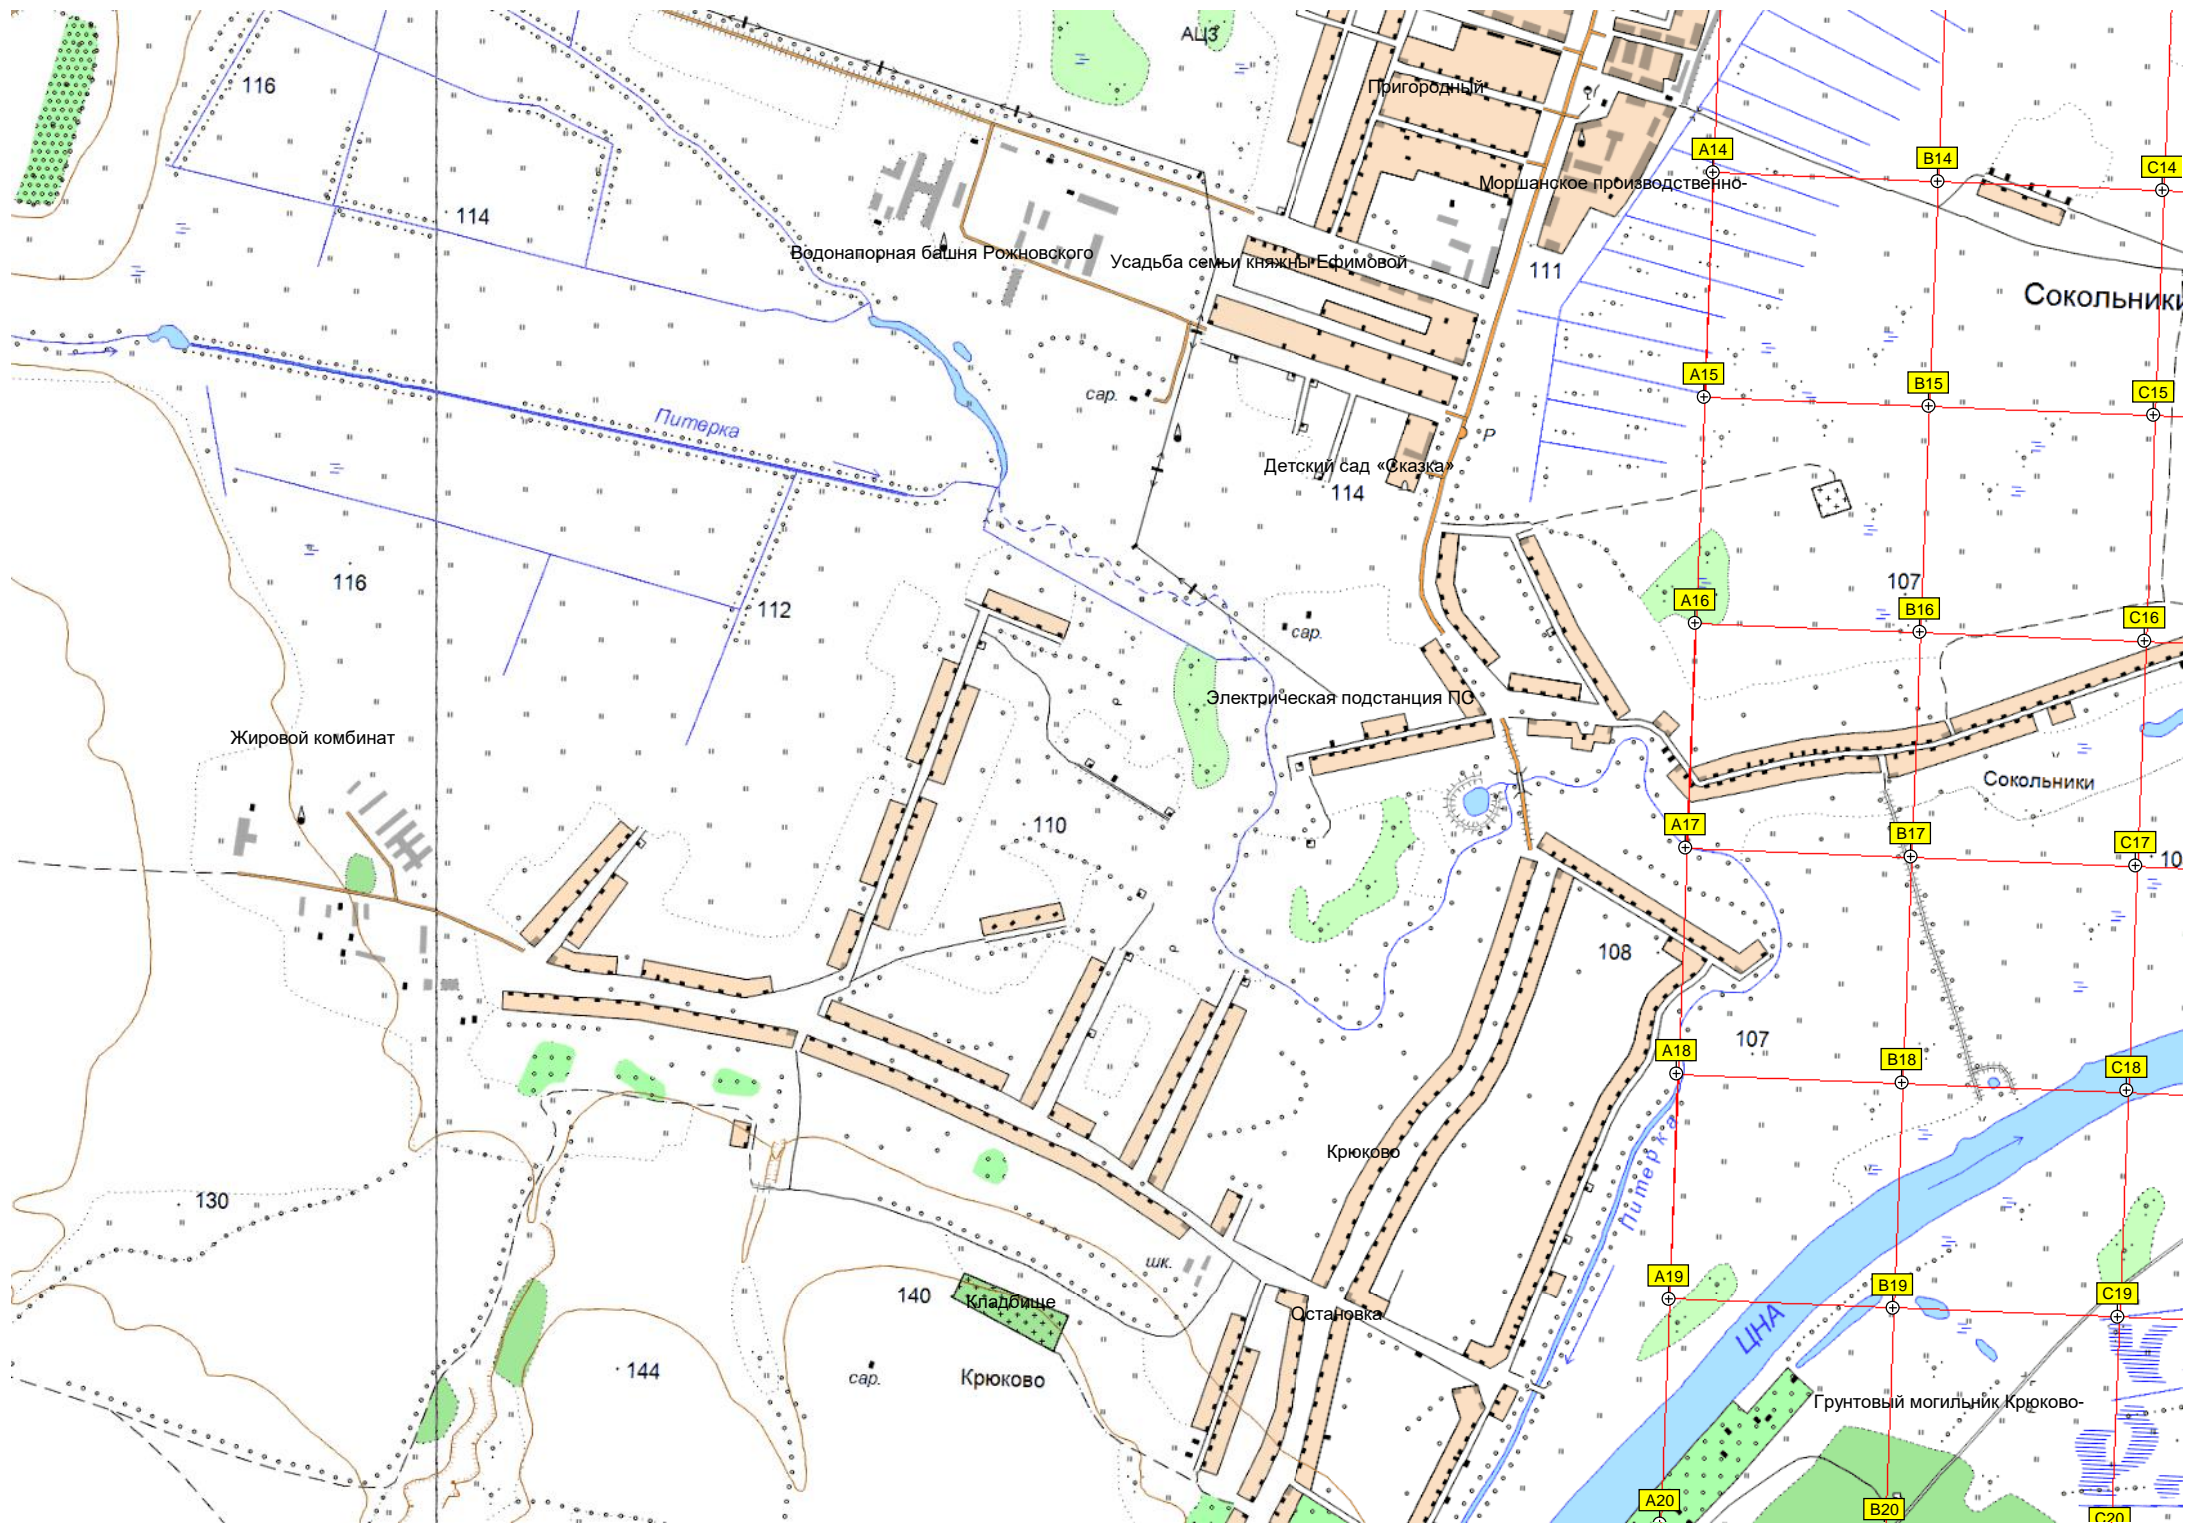 АЦЗ
116
Пригородный
A14
B14
C14
Моршанское производственно-
114
Водонапорная башня Рожновского
Усадьба семьи княжны Ефимовой
111
Сокольники
A15
B15
C15
сар.
Питерка
Р
Детский сад «Сказка»
114
116
112
107
A16
B16
C16
сар.
Электрическая подстанция ПС
р
Жировой комбинат
Сокольники
110
A17
B17
C17
10
р
108
107
A18
B18
C18
Питерка
Крюково
130
шк.
A19
B19
C19
140
Кладбище
Остановка
ЦНА
144
сар.
Крюково
Грунтовый могильник Крюково-
A20
B20
C20